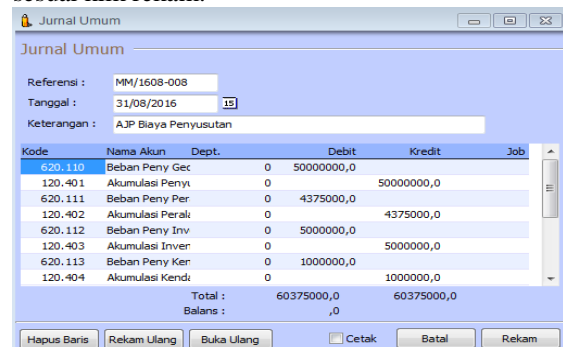 Jurnal Umum
Jurnal Umum
Referensi : MM/1608-008
Tanggal : 31/08/2016 15
Keterangan : AJP Biaya Penyusutan
Kode Nama Akun Dept. Debit Kredit Job
620.110 Beban Peny Gec 0 50000000,0
120.401 Akumulasi Penyu 0 50000000,0
620.111 Beban Peny Per 0 4375000,0
120.402 Akumulasi Perala 0 4375000,0
620.112 Beban Peny Inv 0 5000000,0
120.403 Akumulasi Inver 0 5000000,0
620.113 Beban Peny Ker 0 1000000,0
120.404 Akumulasi Kenda 0 1000000,0
Total : 60375000,0 60375000,0
Balans : ,0
Hapus Baris Rekam Ulang Buka Ulang Cetak Batal Rekam